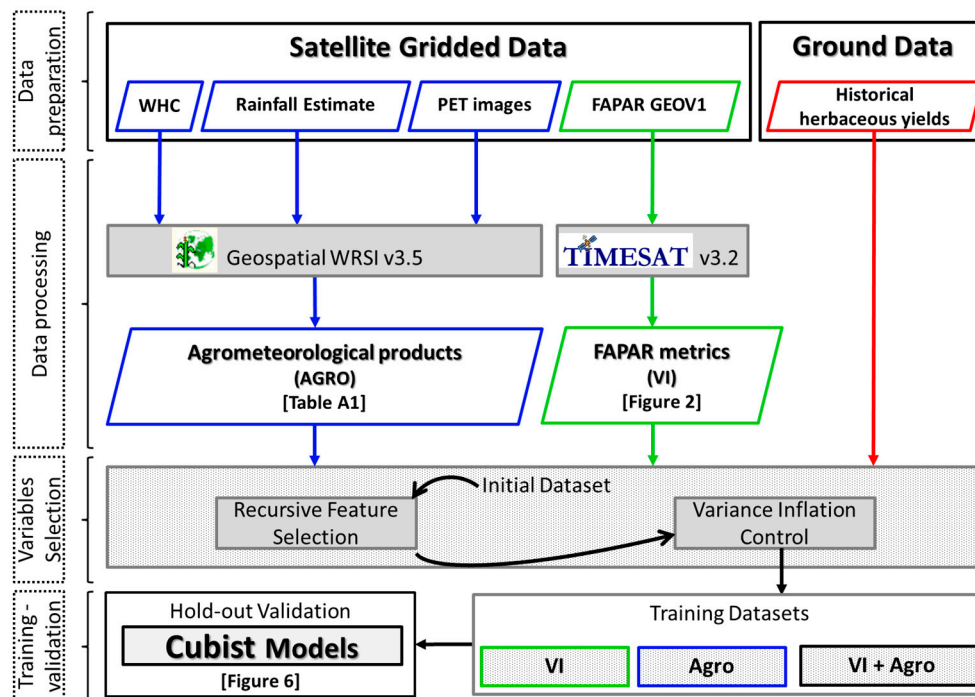 Data preparation
Satellite Gridded Data
Ground Data
WHC
Rainfall Estimate
PET images
FAPAR GEOV1
Historical
herbaceous yields
Data processing
Geospatial WRSI v3.5
TIMESAT v3.2
Agrometeorological products
(AGRO)
[Table A1]
FAPAR metrics
(VI)
[Figure 2]
Variables
Selection
Initial Dataset
Recursive Feature
Selection
Variance Inflation
Control
Training -
validation
Hold-out Validation
Cubist Models
[Figure 6]
Training Datasets
VI
Agro
VI + Agro